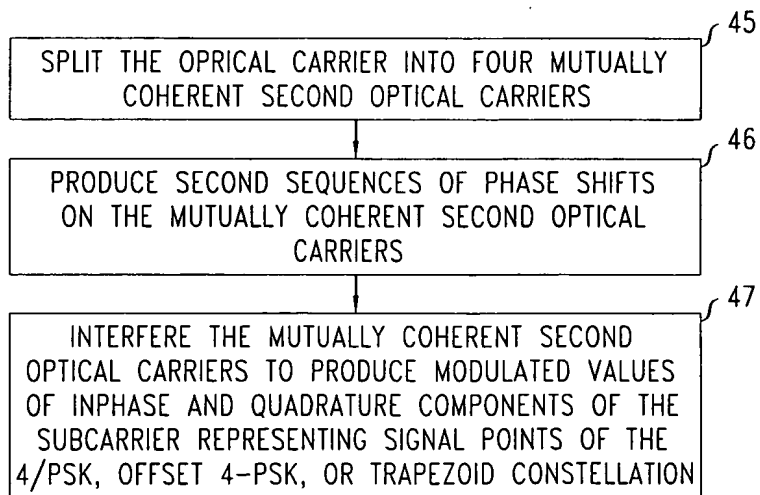 45
SPLIT THE OPRICAL CARRIER INTO FOUR MUTUALLY
COHERENT SECOND OPTICAL CARRIERS
46
PRODUCE SECOND SEQUENCES OF PHASE SHIFTS
ON THE MUTUALLY COHERENT SECOND OPTICAL
CARRIERS
47
INTERFERE THE MUTUALLY COHERENT SECOND
OPTICAL CARRIERS TO PRODUCE MODULATED VALUES
OF INPHASE AND QUADRATURE COMPONENTS OF THE
SUBCARRIER REPRESENTING SIGNAL POINTS OF THE
4/PSK, OFFSET 4-PSK, OR TRAPEZOID CONSTELLATION